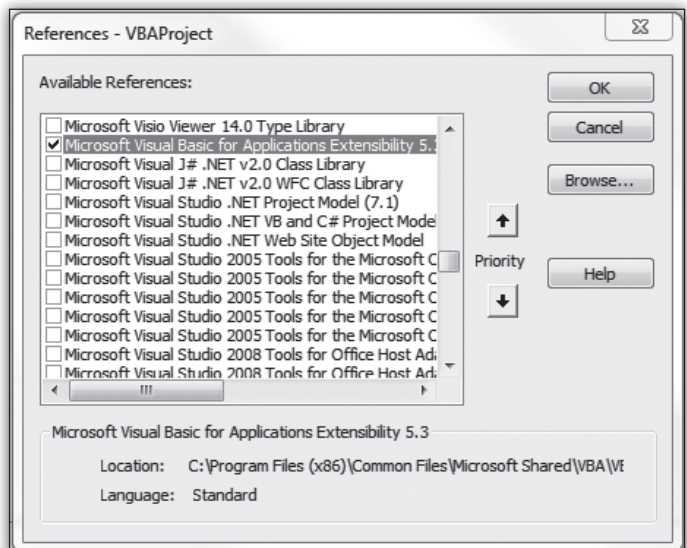 References - VBAProject
Available References:
Microsoft Visio Viewer 14.0 Type Library
Microsoft Visual Basic for Applications Extensibility 5.3
Microsoft Visual J# .NET v2.0 Class Library
Microsoft Visual J# .NET v2.0 WFC Class Library
Microsoft Visual Studio .NET Project Model (7.1)
Microsoft Visual Studio .NET VB and C# Project Model
Microsoft Visual Studio .NET Web Site Object Model
Microsoft Visual Studio 2005 Tools for the Microsoft C
Microsoft Visual Studio 2005 Tools for the Microsoft C
Microsoft Visual Studio 2005 Tools for the Microsoft C
Microsoft Visual Studio 2005 Tools for the Microsoft C
Microsoft Visual Studio 2008 Tools for Office Host Ada
Microsoft Visual Studio 2008 Tools for Office Host Ada
OK
Cancel
Browse...
Priority
Help
Microsoft Visual Basic for Applications Extensibility 5.3
Location: C:\Program Files (x86)\Common Files\Microsoft Shared\VBA\VE
Language: Standard